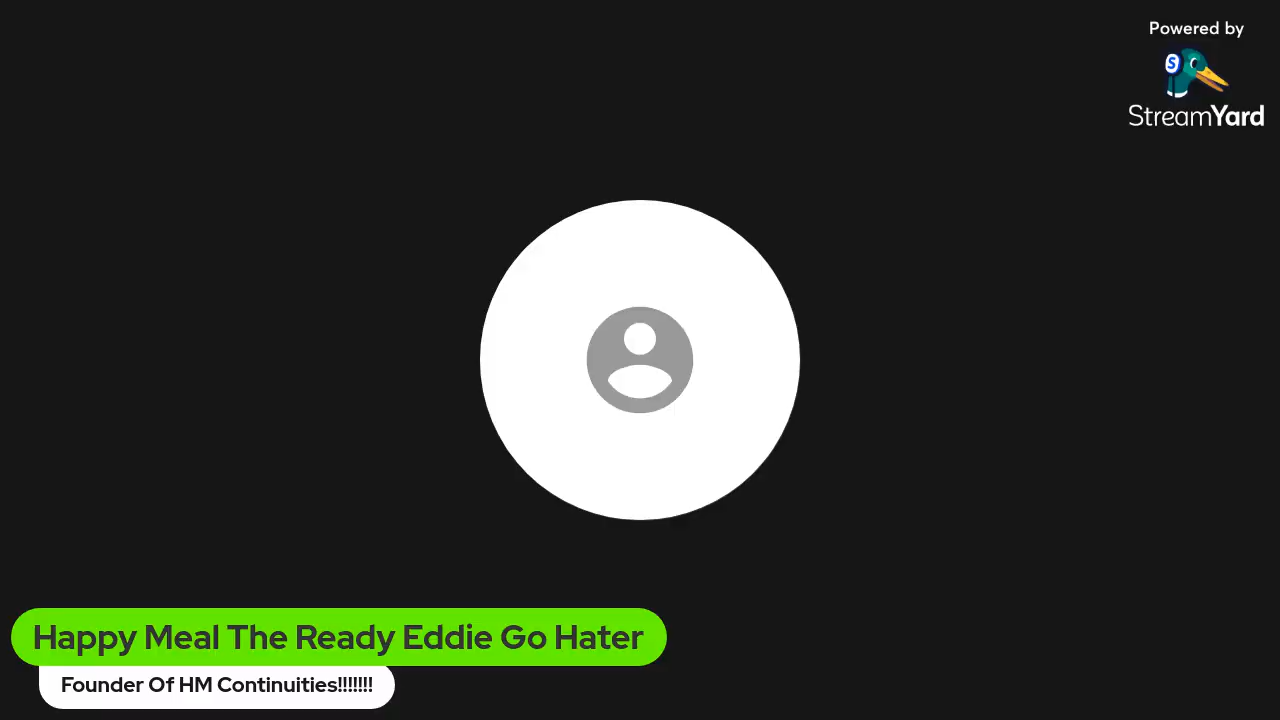 Powered by
S
StreamYard
Happy Meal The Ready Eddie Go Hater
Founder Of HM Continuities!!!!!!!